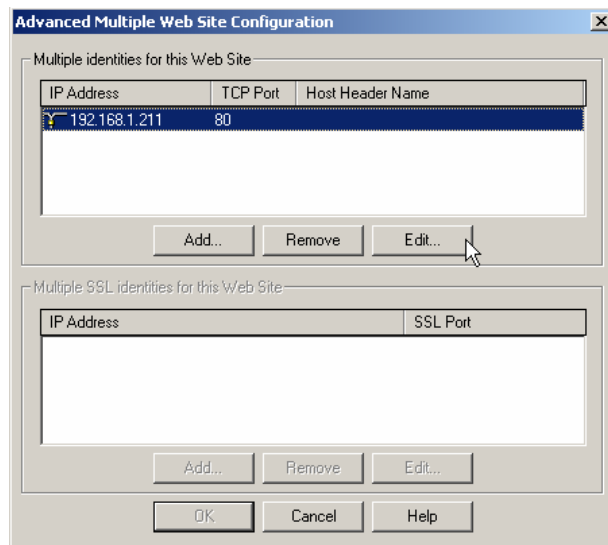 Advanced Multiple Web Site Configuration
Multiple identities for this Web Site
IP Address TCP Port Host Header Name
192.168.1.211 80
Add... Remove Edit...
Multiple SSL identities for this Web Site
IP Address SSL Port
Add... Remove Edit...
OK Cancel Help